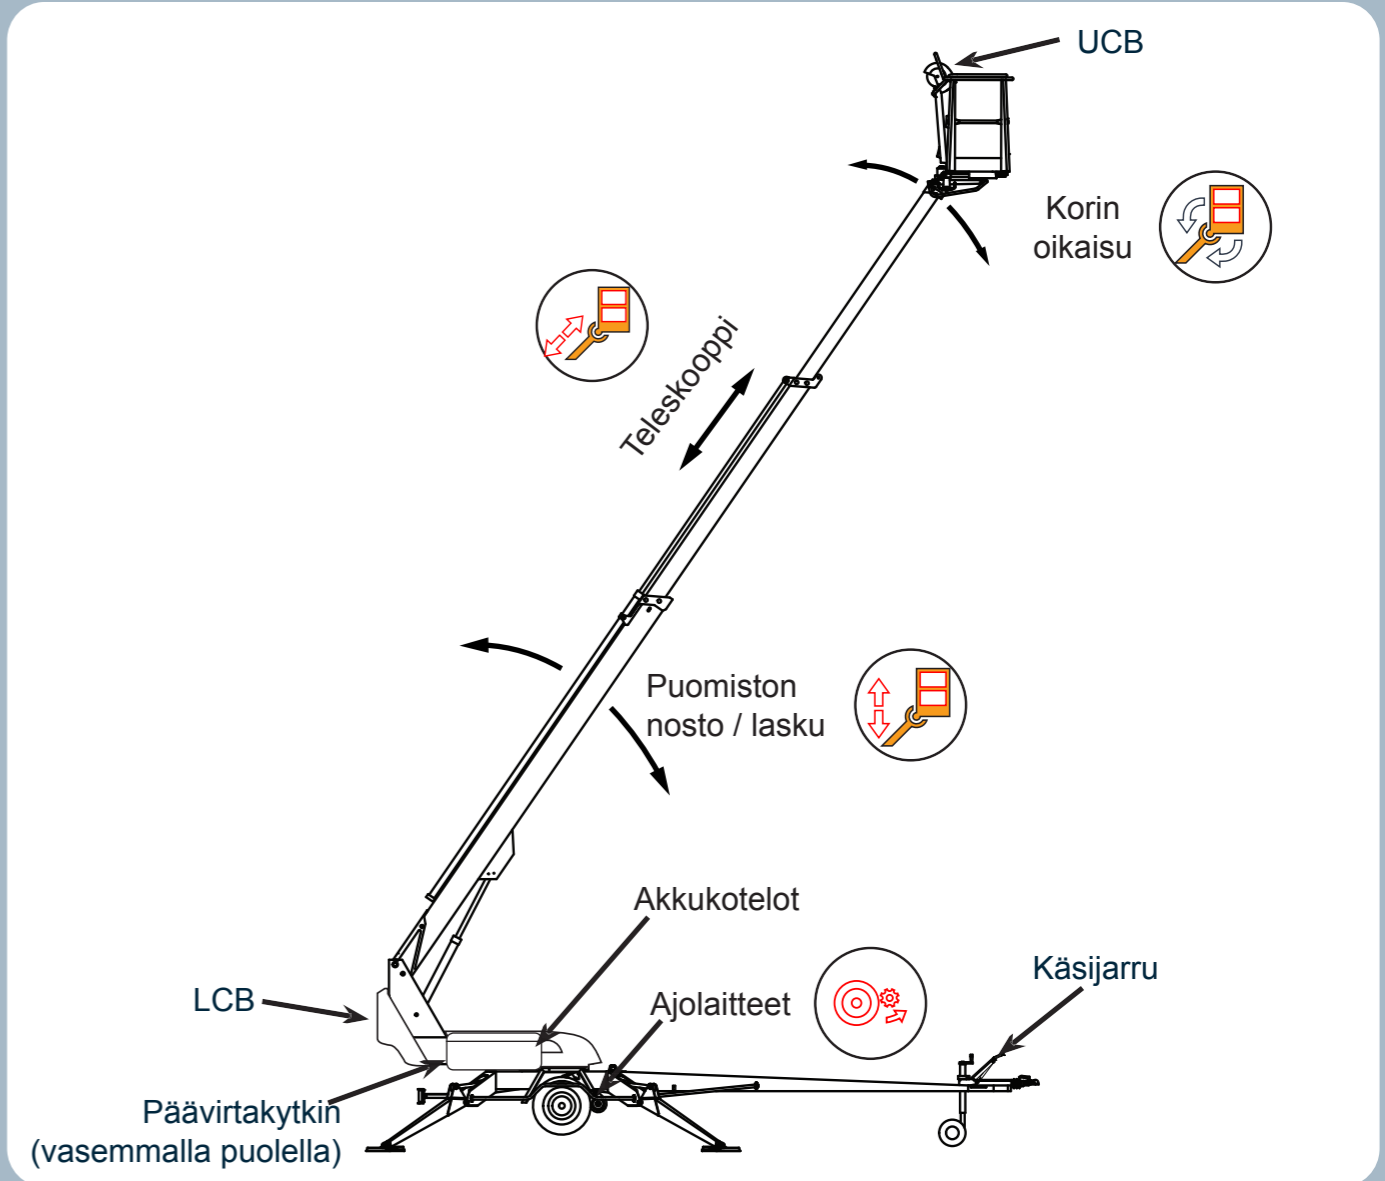 UCB
Korin
oikaisu
Teleskooppi
Puomiston
nosto / lasku
Akkukotelot
Ajolaitteet
Käsijarru
LCB
Päävirtakytkin
(vasemmalla puolella)